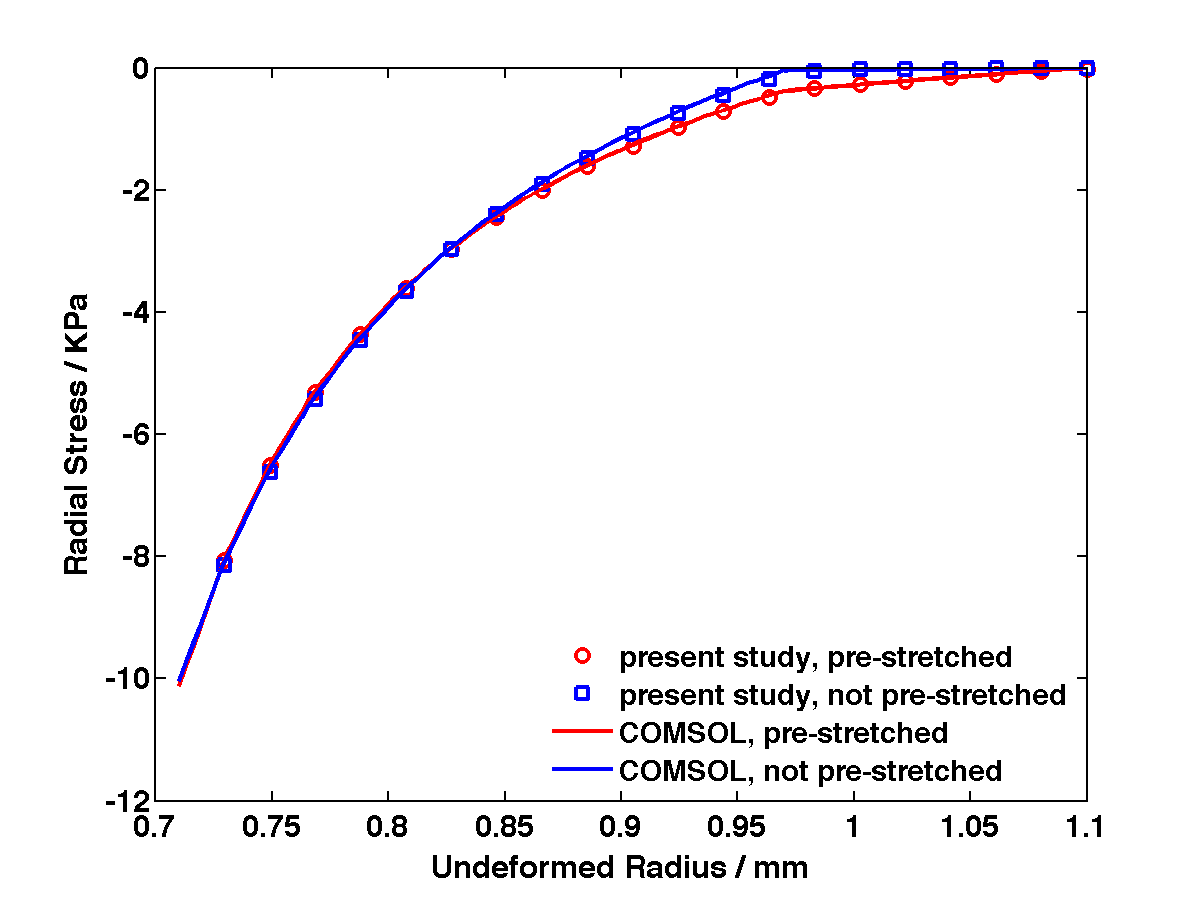 0
-2
-4
-6
-8
-10
-12
Radial Stress / KPa
present study, pre-stretched
present study, not pre-stretched
COMSOL, pre-stretched
COMSOL, not pre-stretched
0.7 0.75 0.8 0.85 0.9 0.95 1 1.05 1.1
Undeformed Radius / mm